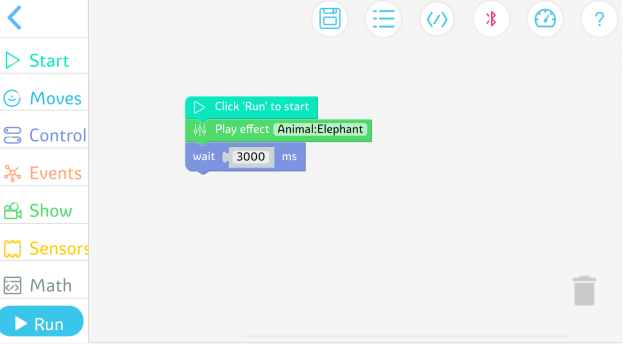 Start
Moves
Control
Events
Show
Sensors
Math
Run
?
Click 'Run' to start
Play effect Animal:Elephant
wait 3000 ms